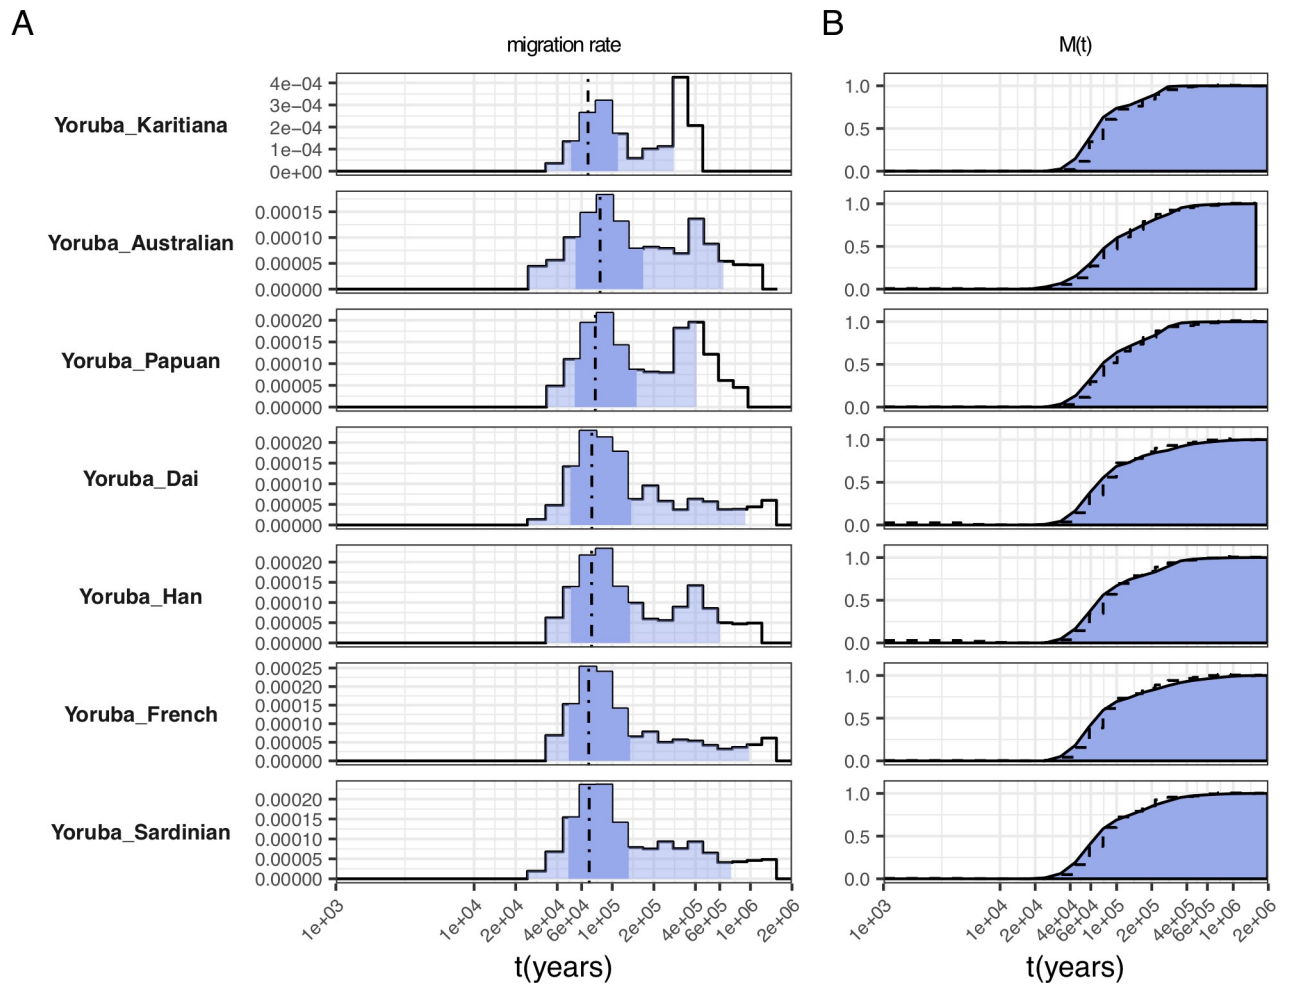 A
B
migration rate
M(t)
Yoruba_Karitiana
4e−04
3e−04
2e−04
1e−04
0e+00
1.0
0.5
0.0
Yoruba_Australian
0.00015
0.00010
0.00005
0.00000
1.0
0.5
0.0
Yoruba_Papuan
0.00020
0.00015
0.00010
0.00005
0.00000
1.0
0.5
0.0
Yoruba_Dai
0.00020
0.00015
0.00010
0.00005
0.00000
1.0
0.5
0.0
Yoruba_Han
0.00020
0.00015
0.00010
0.00005
0.00000
1.0
0.5
0.0
Yoruba_French
0.00025
0.00020
0.00015
0.00010
0.00005
0.00000
1.0
0.5
0.0
Yoruba_Sardinian
0.00020
0.00015
0.00010
0.00005
0.00000
1.0
0.5
0.0
1e+03 1e+04 2e+04 4e+04 6e+04 1e+05 2e+05 4e+05 6e+05 1e+06 2e+06
1e+03 1e+04 2e+04 4e+04 6e+04 1e+05 2e+05 4e+05 6e+05 1e+06 2e+06
t(years)
t(years)